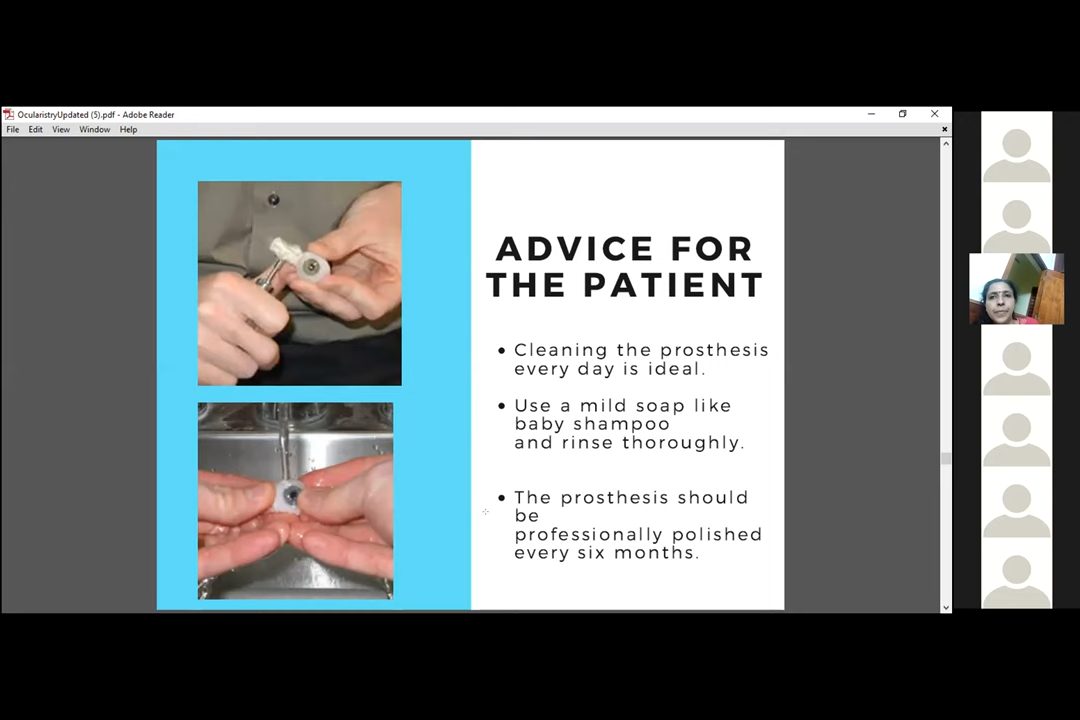 OcularistryUpdated (5).pdf - Adobe Reader
File Edit View Window Help
ADVICE FOR
THE PATIENT
• Cleaning the prosthesis
every day is ideal.
• Use a mild soap like
baby shampoo
and rinse thoroughly.
• The prosthesis should
be
professionally polished
every six months.